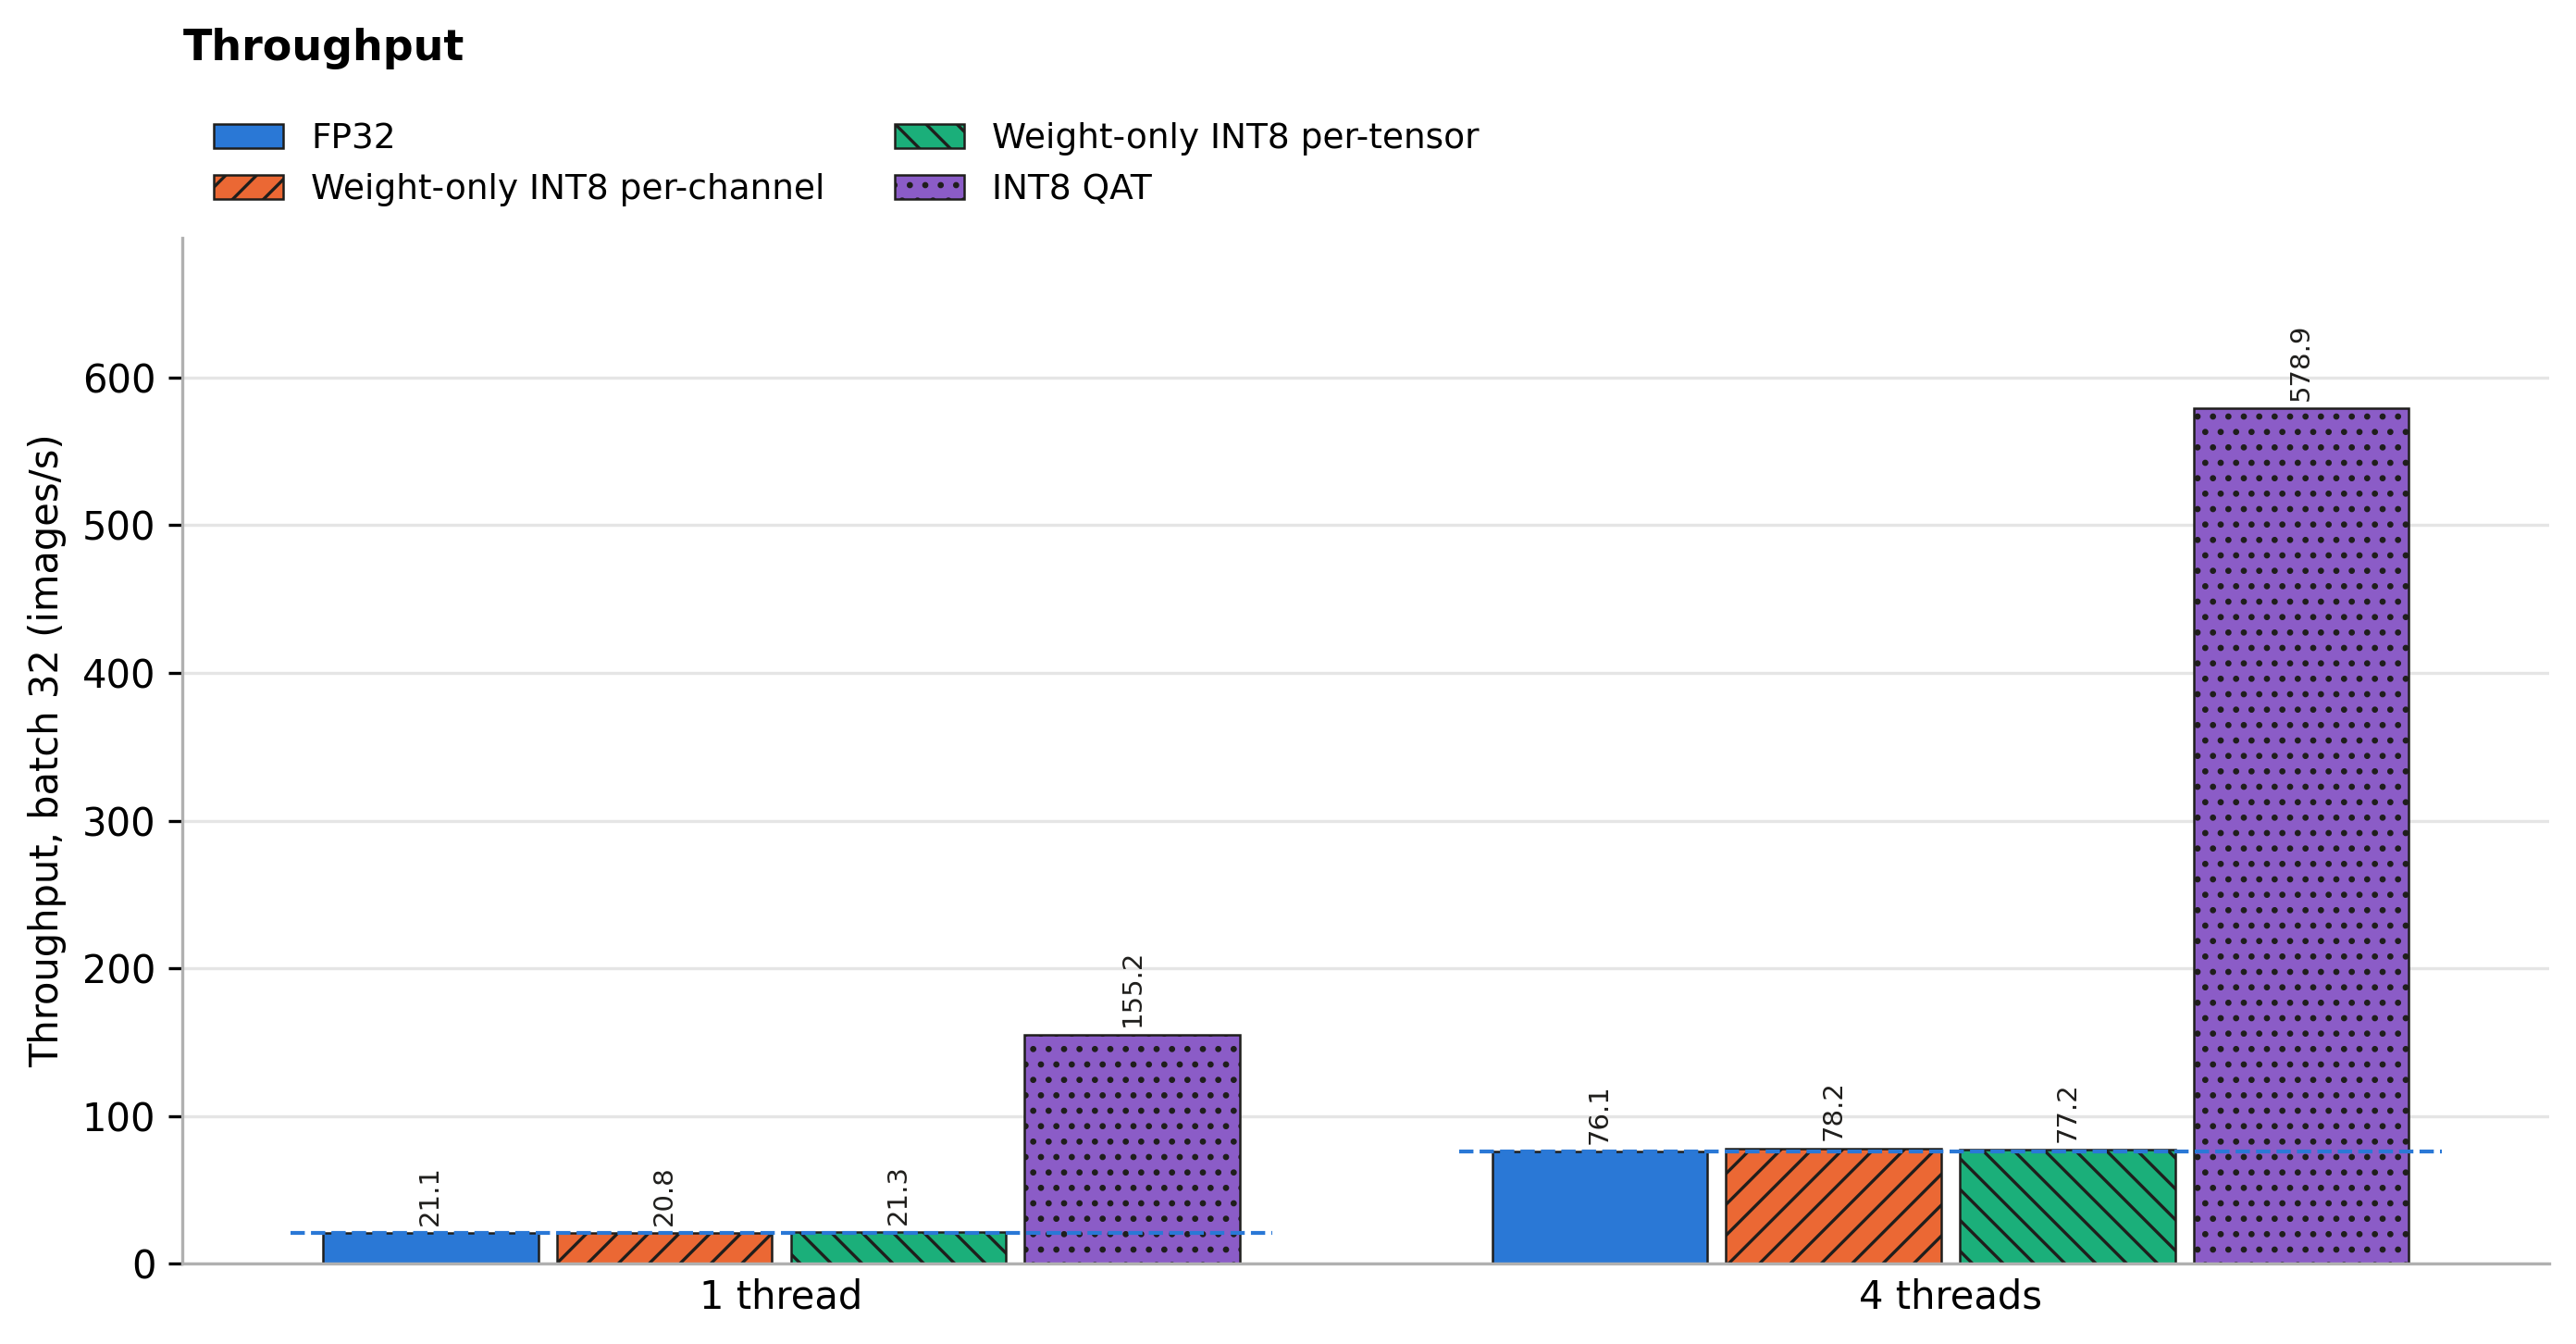 Throughput
FP32
Weight-only INT8 per-channel
Weight-only INT8 per-tensor
INT8 QAT
Throughput, batch 32 (images/s)
600
500
400
300
200
100
0
21.1
20.8
21.3
155.2
76.1
78.2
77.2
578.9
1 thread
4 threads